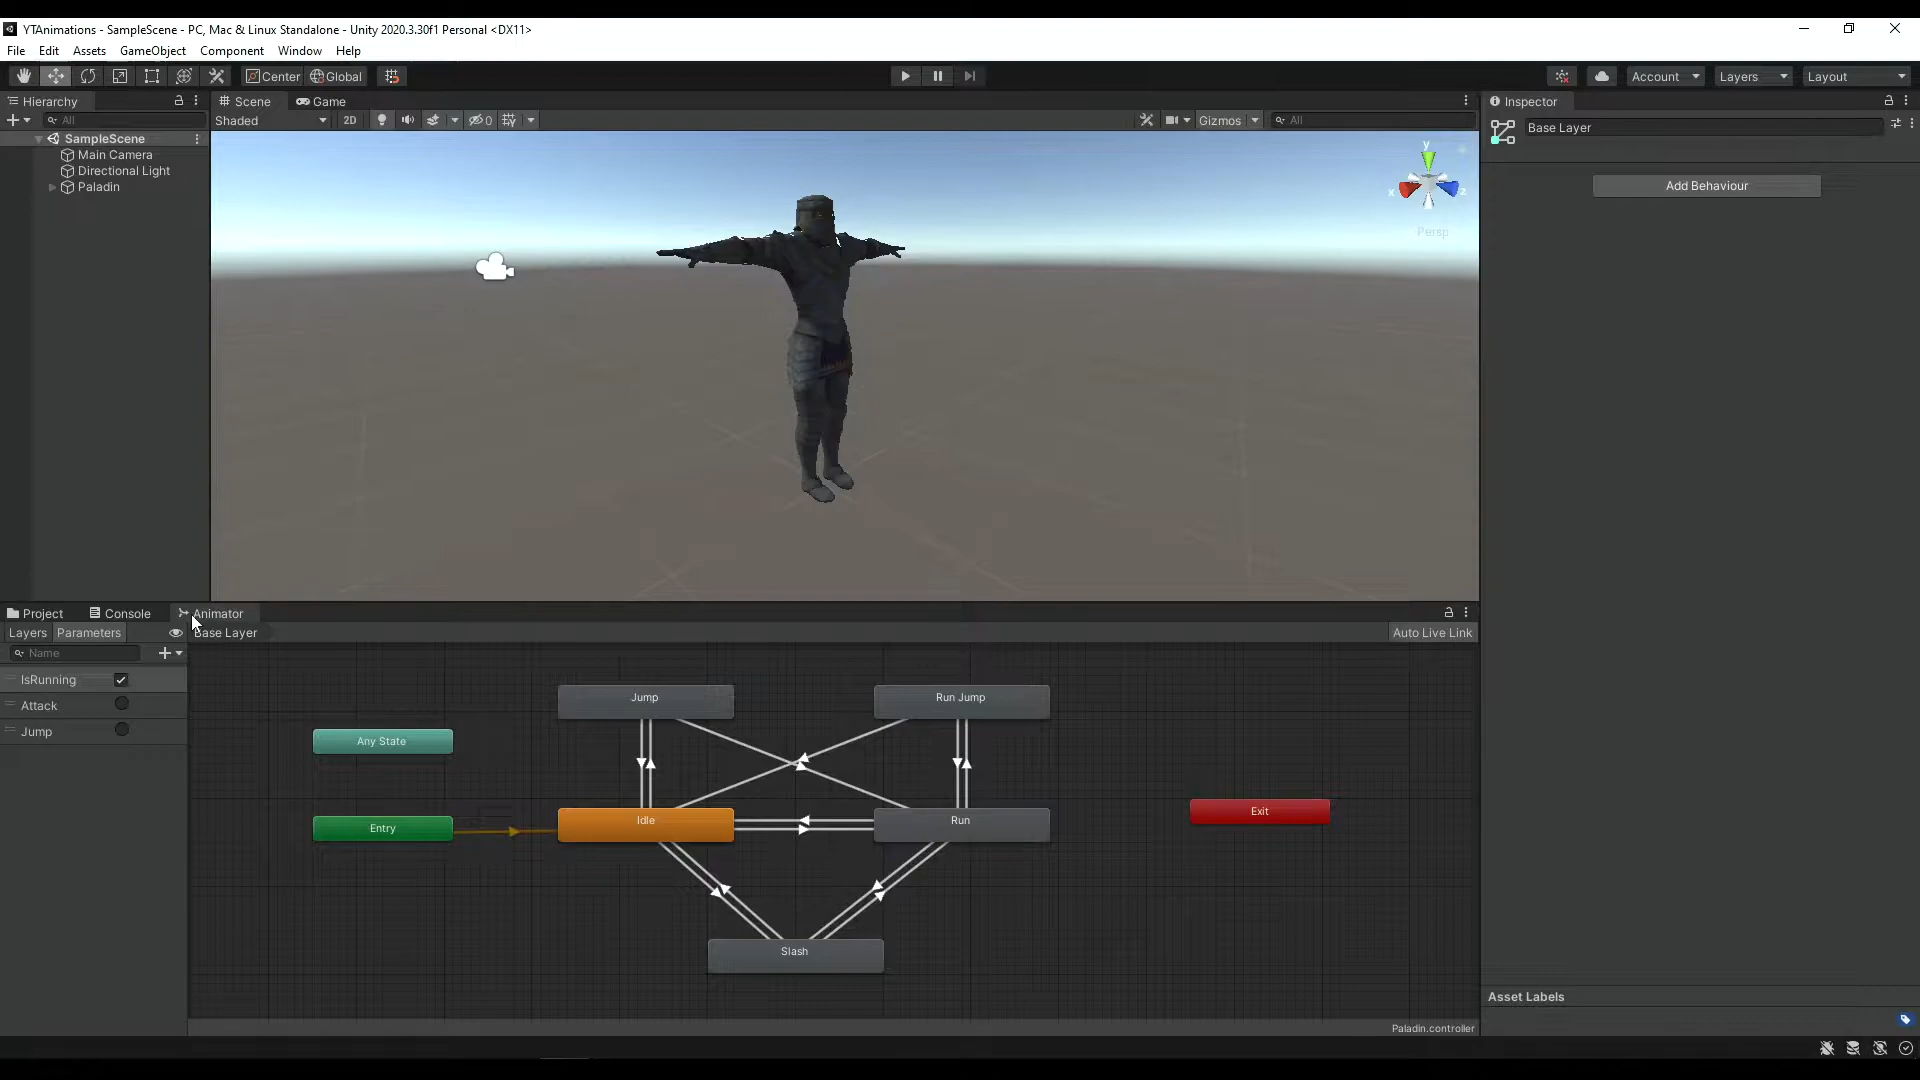 YTAnimations - SampleScene - PC, Mac & Linux Standalone - Unity 2020.3.30f1 Personal <DX11>
File Edit Assets GameObject Component Window Help
Center Global Account Layers Layout
Hierarchy
All
SampleScene
Main Camera
Directional Light
Paladin
Scene Game
Shaded 2D 0 Gizmos All
y
x z
Persp
Inspector
Base Layer
Add Behaviour
Asset Labels
Project Console Animator
Layers Parameters Base Layer Auto Live Link
Name
IsRunning
Attack
Jump
Jump Run Jump
Any State
Entry Idle Run Exit
Slash
Paladin.controller